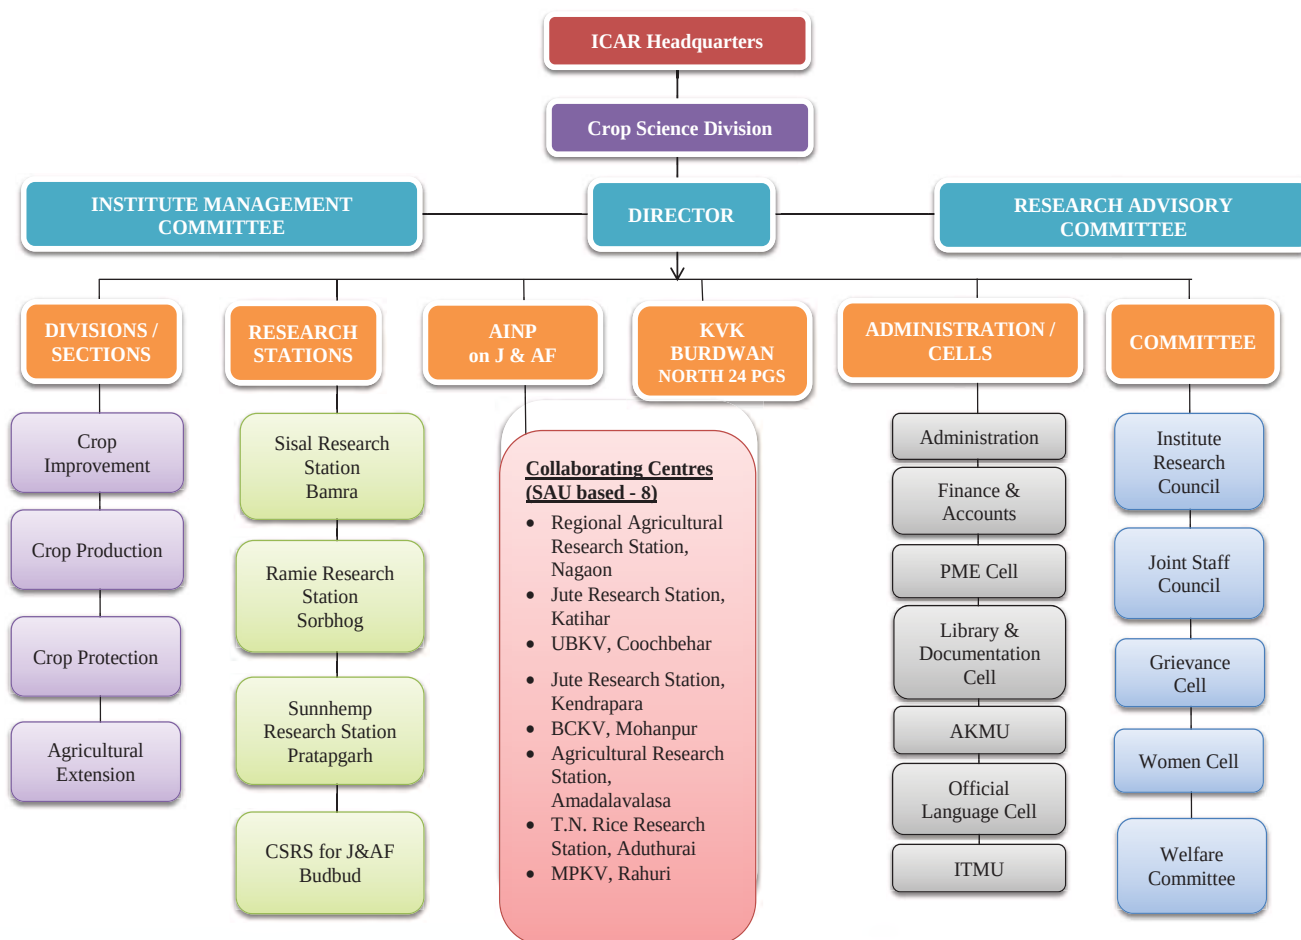 ICAR Headquarters
Crop Science Division
INSTITUTE MANAGEMENT
COMMITTEE
DIRECTOR
RESEARCH ADVISORY
COMMITTEE
DIVISIONS /
SECTIONS
RESEARCH
STATIONS
AINP
on J & AF
KVK
BURDWAN
NORTH 24 PGS
ADMINISTRATION /
CELLS
COMMITTEE
Crop
Improvement
Crop Production
Crop Protection
Agricultural
Extension
Sisal Research
Station
Bamra
Ramie Research
Station
Sorbhog
Sunnhemp
Research Station
Pratapgarh
CSRS for J&AF
Budbud
Collaborating Centres
(SAU based - 8)
• Regional Agricultural
Research Station,
Nagaon
• Jute Research Station,
Katihar
• UBKV, Coochbehar
• Jute Research Station,
Kendrapara
• BCKV, Mohanpur
• Agricultural Research
Station,
Amadalavalasa
• T.N. Rice Research
Station, Aduthurai
• MPKV, Rahuri
Administration
Finance &
Accounts
PME Cell
Library &
Documentation
Cell
AKMU
Official
Language Cell
ITMU
Institute
Research
Council
Joint Staff
Council
Grievance
Cell
Women Cell
Welfare
Committee